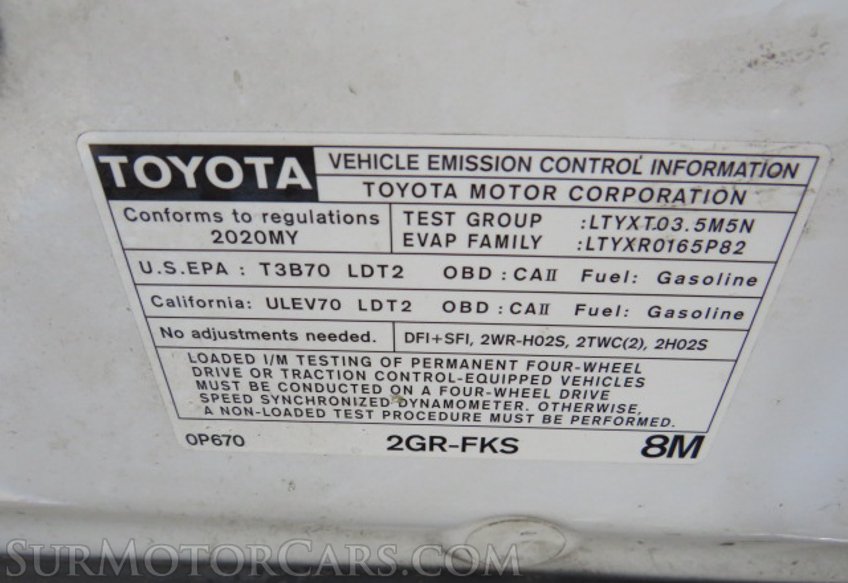 TOYOTA
VEHICLE EMISSION CONTROL INFORMATION
TOYOTA MOTOR CORPORATION
Conforms to regulations
2020MY
TEST GROUP :LTYXT03.5M5N
EVAP FAMILY :LTYXR0165P82
U.S.EPA : T3B70 LDT2 OBD : CAII Fuel: Gasoline
California: ULEV70 LDT2 OBD : CAII Fuel: Gasoline
No adjustments needed.
DFI+SFI, 2WR-HO2S, 2TWC(2), 2HO2S
LOADED I/M TESTING OF PERMANENT FOUR-WHEEL
DRIVE OR TRACTION CONTROL-EQUIPPED VEHICLES
MUST BE CONDUCTED ON A FOUR-WHEEL DRIVE
SPEED SYNCHRONIZED DYNAMOMETER. OTHERWISE,
A NON-LOADED TEST PROCEDURE MUST BE PERFORMED.
0P670 2GR-FKS 8M
SurMotorCars.com